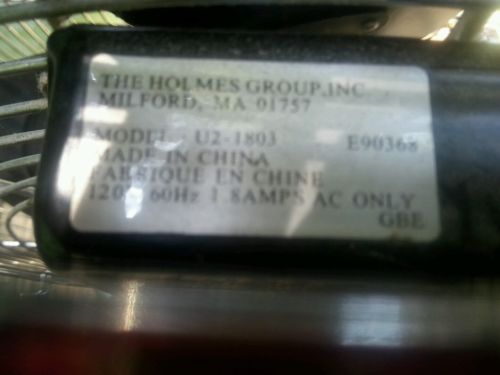 THE HOLMES GROUP, INC
MILFORD, MA 01757
MODEL : U2-1803 E90368
MADE IN CHINA
FABRIQUE EN CHINE
120V 60Hz 1.8AMPS AC ONLY
GBE